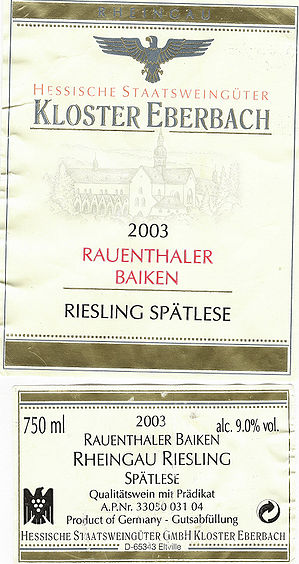 RHEINGAU
HESSISCHE STAATSWEINGÜTER
KLOSTER EBERBACH
2003
RAUENTHALER
BAIKEN
RIESLING SPÄTLESE
750 ml
2003
alc. 9.0% vol.
RAUENTHALER BAIKEN
RHEINGAU RIESLING
SPÄTLESE
Qualitätswein mit Prädikat
A.P.Nr. 33050 031 04
Product of Germany - Gutsabfüllung
HESSISCHE STAATSWEINGÜTER GMBH KLOSTER EBERBACH
D-65343 Eltville